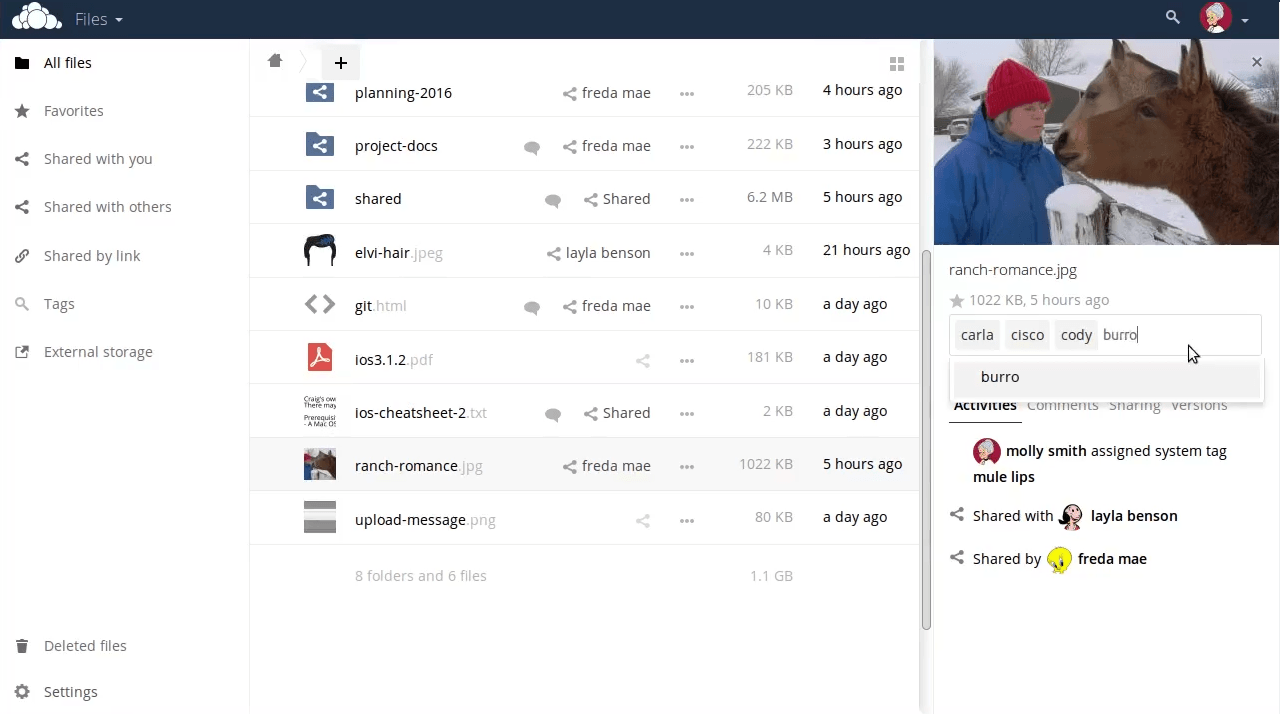 Files
All files
Favorites
Shared with you
Shared with others
Shared by link
Tags
External storage
Deleted files
Settings
+
planning-2016 freda mae ••• 205 KB 4 hours ago
project-docs freda mae ••• 222 KB 3 hours ago
shared Shared ••• 6.2 MB 5 hours ago
elvi-hair.jpeg layla benson ••• 4 KB 21 hours ago
git.html freda mae ••• 10 KB a day ago
ios3.1.2.pdf 181 KB a day ago
Craig's own
There may
Prerequisit
- A Mac OS
ios-cheatsheet-2.txt Shared ••• 2 KB a day ago
ranch-romance.jpg freda mae ••• 1022 KB 5 hours ago
upload-message.png ••• 80 KB a day ago
8 folders and 6 files 1.1 GB
ranch-romance.jpg
1022 KB, 5 hours ago
carla cisco cody burro
burro
Activities Comments Sharing Versions
molly smith assigned system tag
mule lips
Shared with layla benson
Shared by freda mae